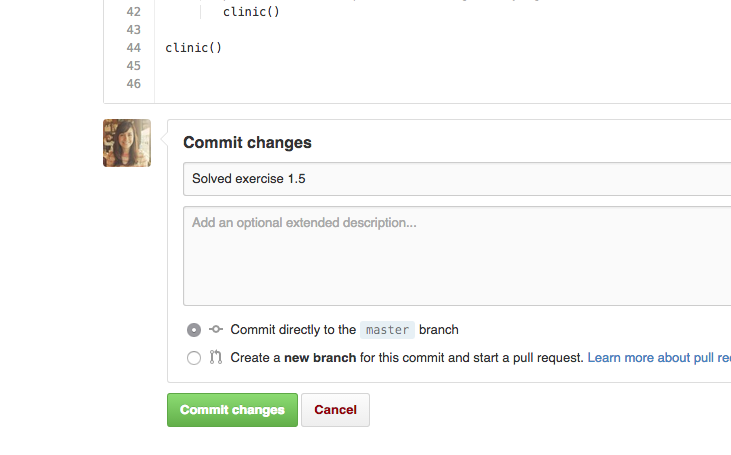 42 clinic()
43
44 clinic()
45
46
Commit changes
Solved exercise 1.5
Add an optional extended description...
Commit directly to the master branch
Create a new branch for this commit and start a pull request. Learn more about pull
Commit changes Cancel